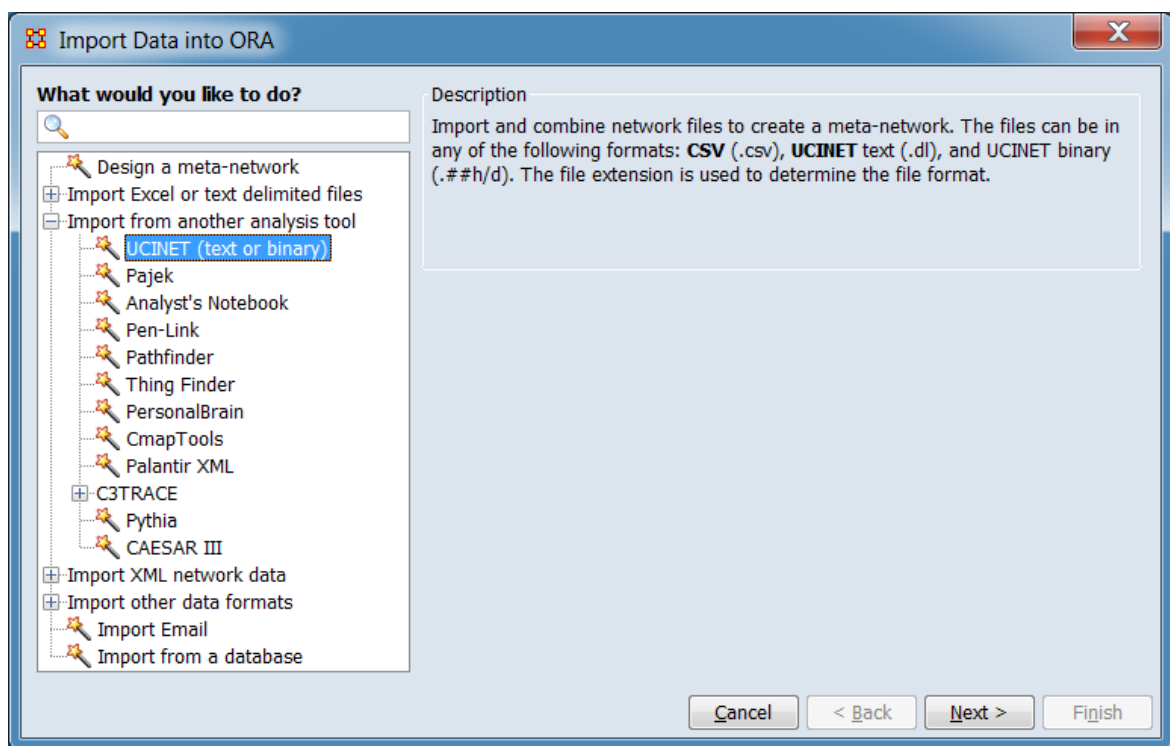 Import Data into ORA
X
What would you like to do?
Design a meta-network
Import Excel or text delimited files
Import from another analysis tool
UCINET (text or binary)
Pajek
Analyst's Notebook
Pen-Link
Pathfinder
Thing Finder
PersonalBrain
CmapTools
Palantir XML
C3TRACE
Pythia
CAESAR III
Import XML network data
Import other data formats
Import Email
Import from a database
Description
Import and combine network files to create a meta-network. The files can be in
any of the following formats: CSV (.csv), UCINET text (.dl), and UCINET binary
(.##h/d). The file extension is used to determine the file format.
Cancel
< Back
Next >
Finish